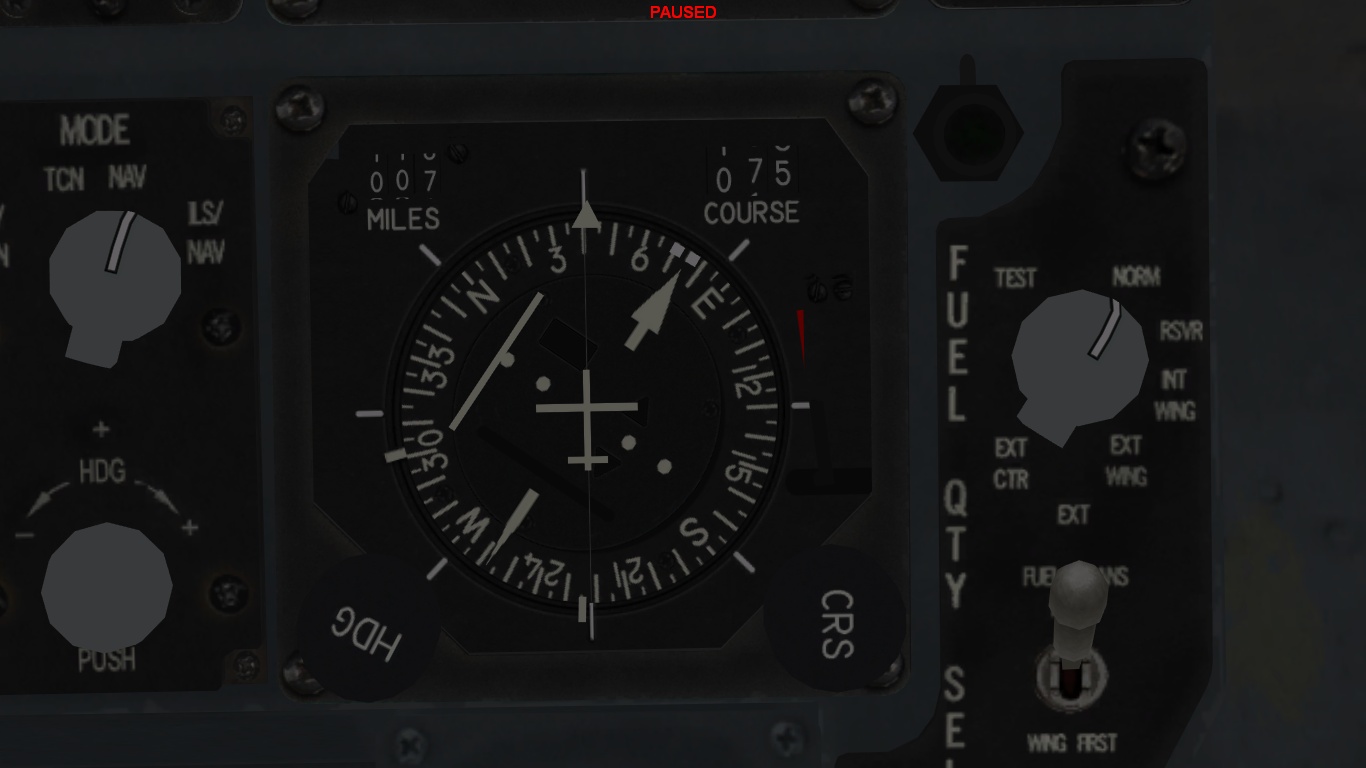 PAUSED
MODE
TCN NAV
ILS/
NAV
N
HDG
- +
+
PUSH
007
MILES
075
COURSE
N 3 6 E 12 15 S 21 24 W 30 33
HDG
CRS
FUEL
QTY
SEL
TEST
NORM
RSVR
INT
WING
EXT
WING
EXT
CTR
EXT
WING FIRST